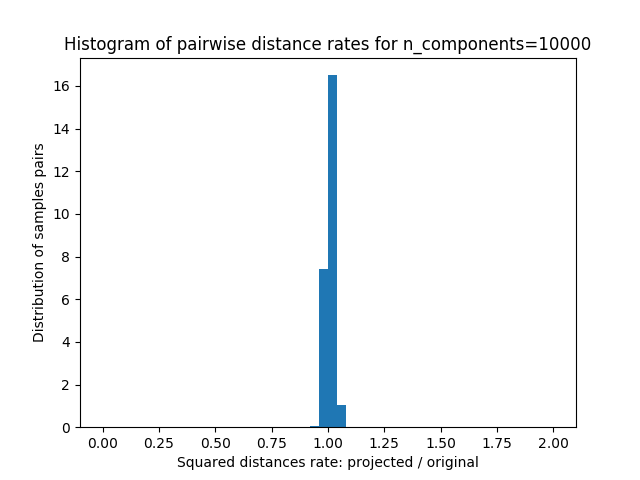 Histogram of pairwise distance rates for n_components=10000
Distribution of samples pairs
16
14
12
10
8
6
4
2
0
0.00 0.25 0.50 0.75 1.00 1.25 1.50 1.75 2.00
Squared distances rate: projected / original